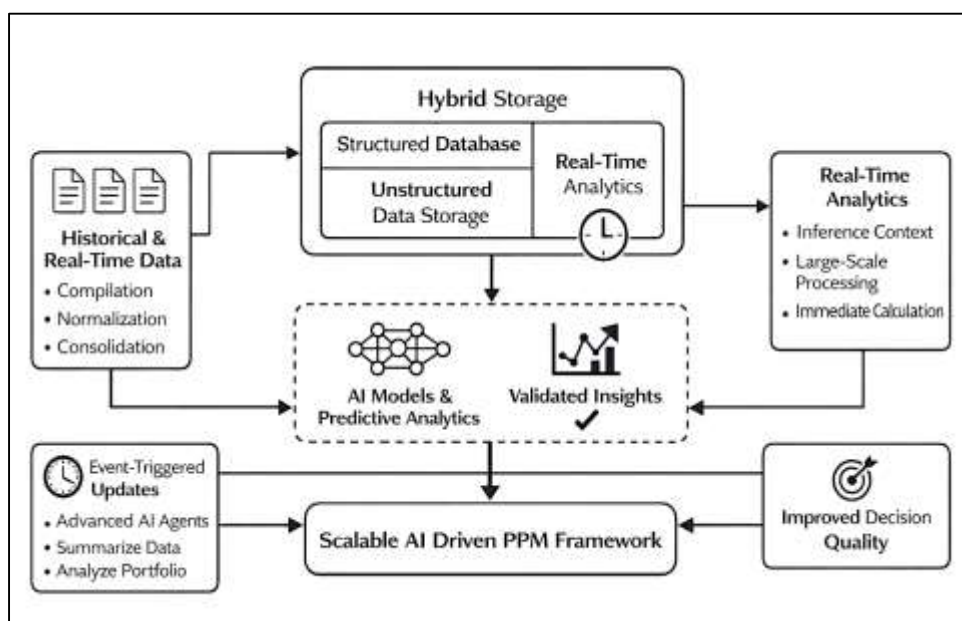 Hybrid Storage
Structured Database
Unstructured
Data Storage
Real-Time
Analytics
Historical &
Real-Time Data
• Compilation
• Normalization
• Consolidation
Real-Time
Analytics
• Inference Context
• Large-Scale
Processing
• Immediate Calculation
AI Models &
Predictive Analytics
Validated Insights
Event-Triggered
Updates
• Advanced AI Agents
• Summarize Data
• Analyze Portfolio
Scalable AI Driven PPM Framework
Improved Decision
Quality